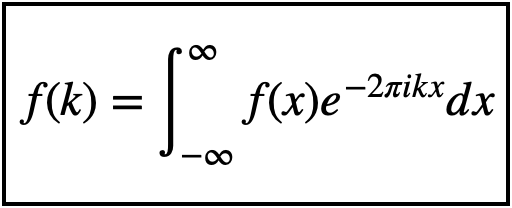 f(k) = ∫_{-∞}^{∞} f(x)e^{-2πikx}dx